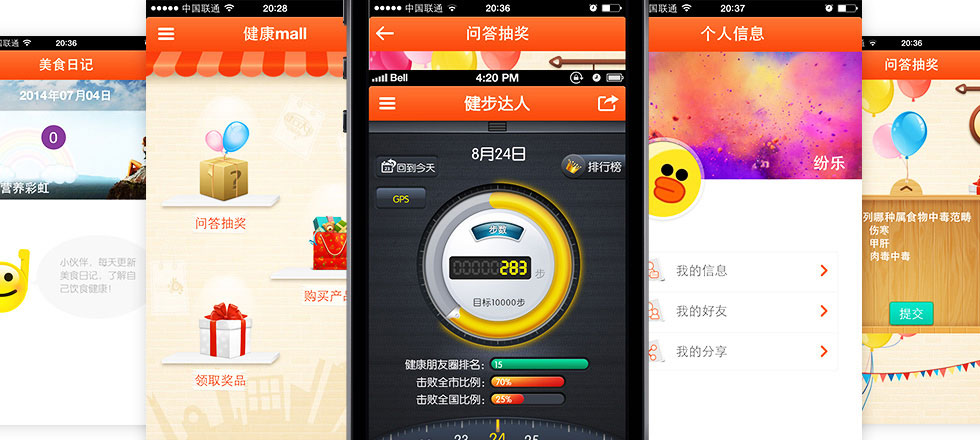 国联通
20:36
美食日记
2014年07月04日
0
营养彩虹
小伙伴，每天更新
美食日记，了解自
己饮食健康！
中国联通
20:28
健康mall
?
问答抽奖
购买产品
领取奖品
中国联通
20:36
问答抽奖
Bell
4:20 PM
健步达人
8月24日
23
回到今天
排行榜
GPS
步数
00000283
步
目标10000步
健康朋友圈排名：
15
击败全市比例：
70%
击败全国比例：
25%
23
24
25
国联通
20:37
个人信息
纷乐
我的信息
我的好友
我的分享
20:36
问答抽奖
列哪种属食物中毒范畴
伤寒
甲肝
肉毒中毒
提交